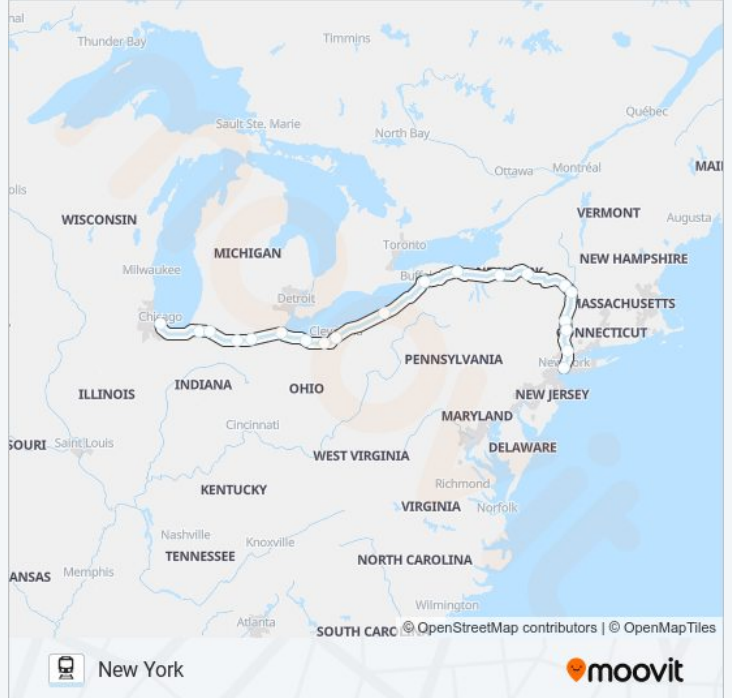 nal
Thunder Bay
Timmins
Québec
Sault Ste. Marie
North Bay
Ottawa
Montréal
MAI
olis
WISCONSIN
VERMONT
Augusta
Toronto
MICHIGAN
NEW HAMPSHIRE
Milwaukee
Buffalo
Detroit
MASSACHUSETTS
Chicago
CONNECTICUT
PENNSYLVANIA
New York
INDIANA
OHIO
ILLINOIS
NEW JERSEY
MARYLAND
Cincinnati
SOURI
Saint Louis
DELAWARE
WEST VIRGINIA
Richmond
KENTUCKY
VIRGINIA
Norfolk
Nashville
Knoxville
TENNESSEE
NORTH CAROLINA
ANSAS
Memphis
Wilmington
Atlanta
SOUTH CARO
© OpenStreetMap contributors | © OpenMapTiles
New York
moovit